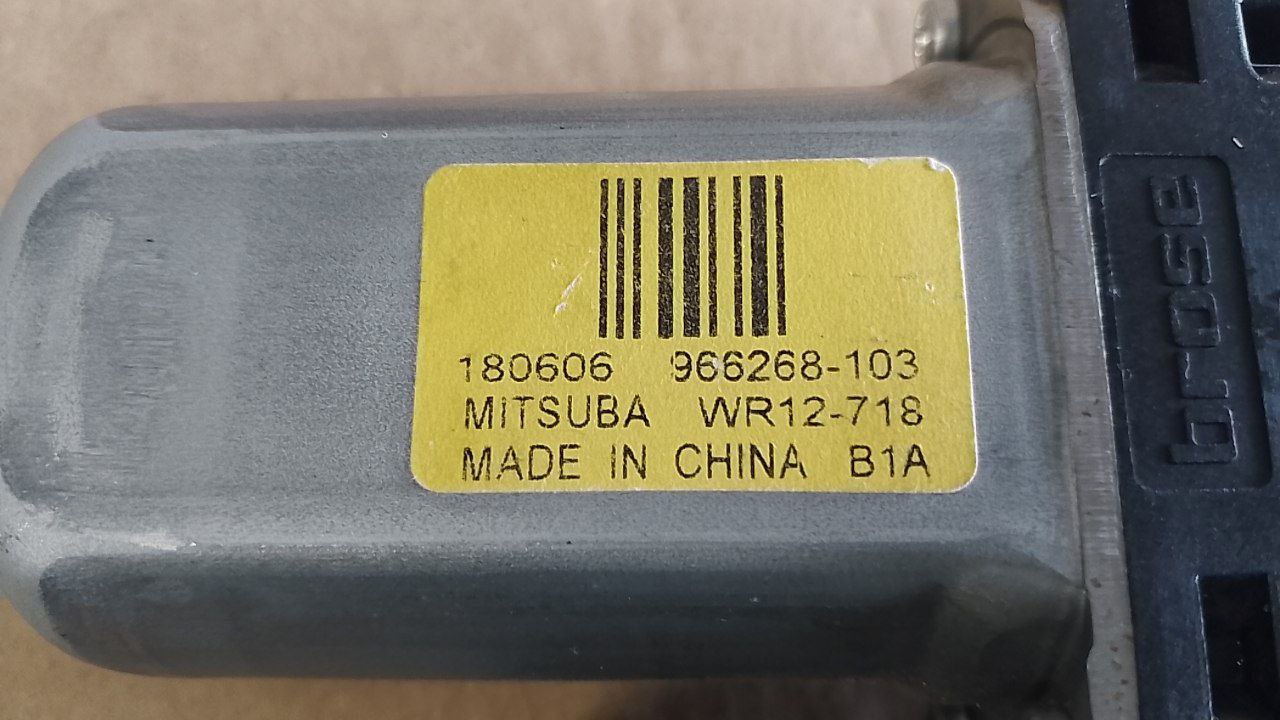 180606 966268-103
MITSUBA WR12-718
MADE IN CHINA B1A
brose